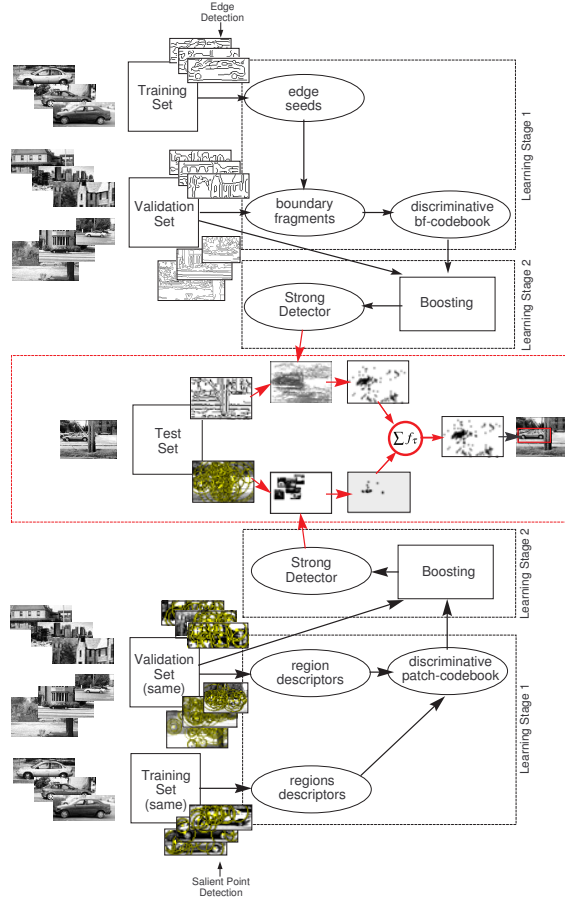 Edge
Detection
Training
Set
edge
seeds
Learning Stage 1
Validation
Set
boundary
fragments
discriminative
bf-codebook
Learning Stage 2
Strong
Detector
Boosting
Test
Set
∑ fτ
Learning Stage 2
Strong
Detector
Boosting
Validation
Set
(same)
region
descriptors
discriminative
patch-codebook
Learning Stage 1
Training
Set
(same)
regions
descriptors
Salient Point
Detection